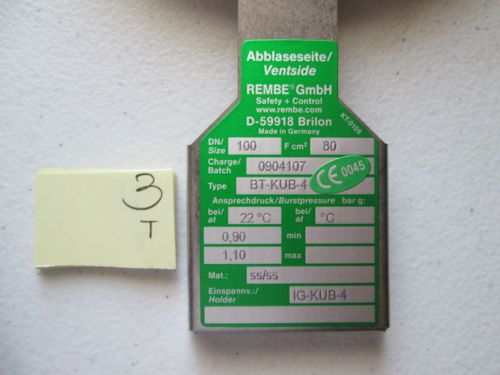 3
T
Abblaseseite/
Ventside
REMBE® GmbH
Safety + Control
www.rembe.com
D-59918 Brilon
Made in Germany
KT-0108
DN/ Size 100 F cm² 80
Charge/ Batch 0904107
CE 0045
Type BT-KUB-4
Ansprechdruck/Burstpressure bar g:
bei/ at 22 °C bei/ at °C
0,90 min
1,10 max
Mat.: ss/ss
Einspannv.:/ Holder IG-KUB-4